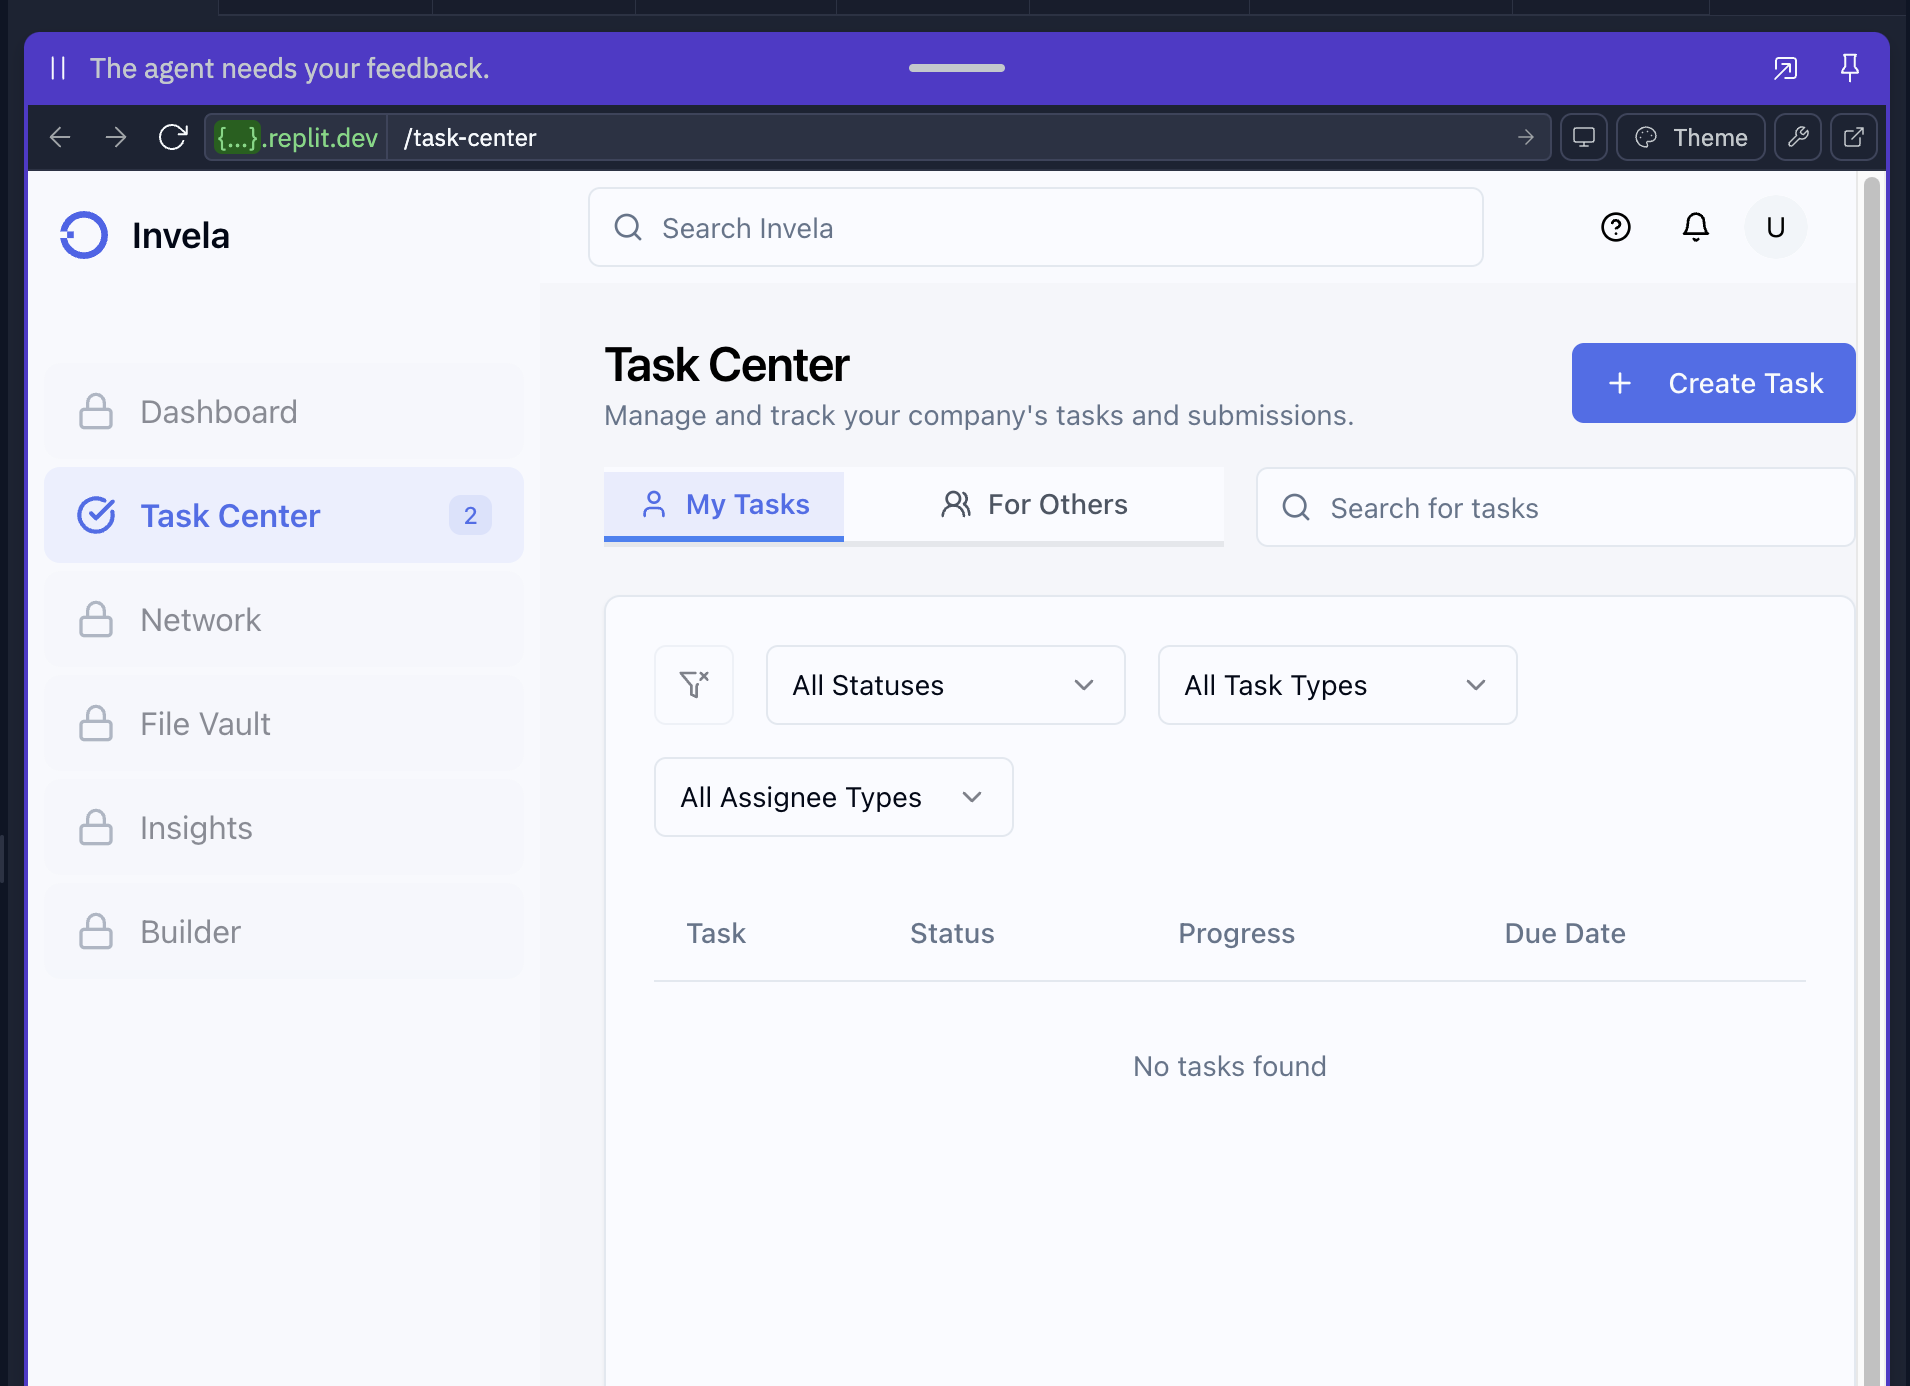 The agent needs your feedback.
{...}.replit.dev /task-center
Theme
Invela
Search Invela
U
Dashboard
Task Center 2
Network
File Vault
Insights
Builder
Task Center
Manage and track your company's tasks and submissions.
+ Create Task
My Tasks
For Others
Search for tasks
All Statuses
All Task Types
All Assignee Types
Task Status Progress Due Date
No tasks found